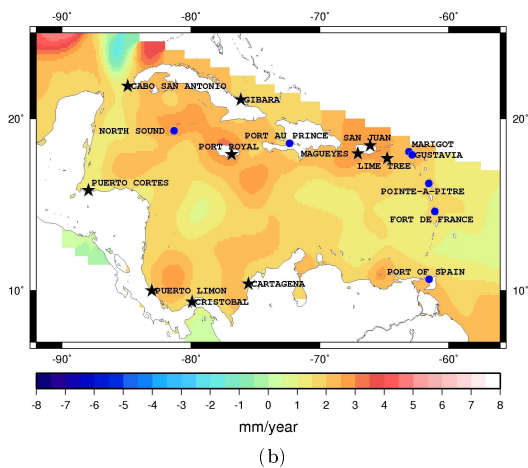 -90° -80° -70° -60°
CABO SAN ANTONIO
GIBARA
20° 20°
NORTH SOUND
PORT AU PRINCE
SAN JUAN
PORT ROYAL
MARIGOT
MAGUEYES
GUSTAVIA
LIME TREE
PUERTO CORTES
POINTE-A-PITRE
FORT DE FRANCE
PORT OF SPAIN
PUERTO LIMON
CARTAGENA
10° 10°
CRISTOBAL
-90° -80° -70° -60°
-8 -7 -6 -5 -4 -3 -2 -1 0 1 2 3 4 5 6 7 8
mm/year
(b)